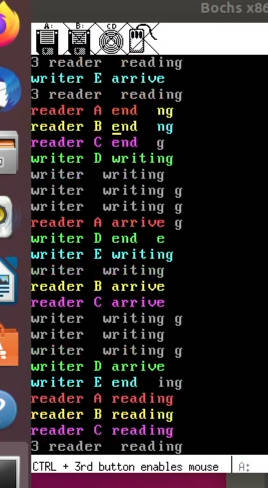 Bochs x86
A: B: CD
3 reader reading
writer E arrive
3 reader reading
reader A end ng
reader B end ng
reader C end g
writer D writing
writer writing
writer writing g
writer writing g
reader A arrive g
writer D end e
writer E writing
writer writing
reader B arrive
reader C arrive
writer writing g
writer writing
writer writing g
writer D arrive
writer E end ing
reader A reading
reader B reading
reader C reading
3 reader reading
CTRL + 3rd button enables mouse A: